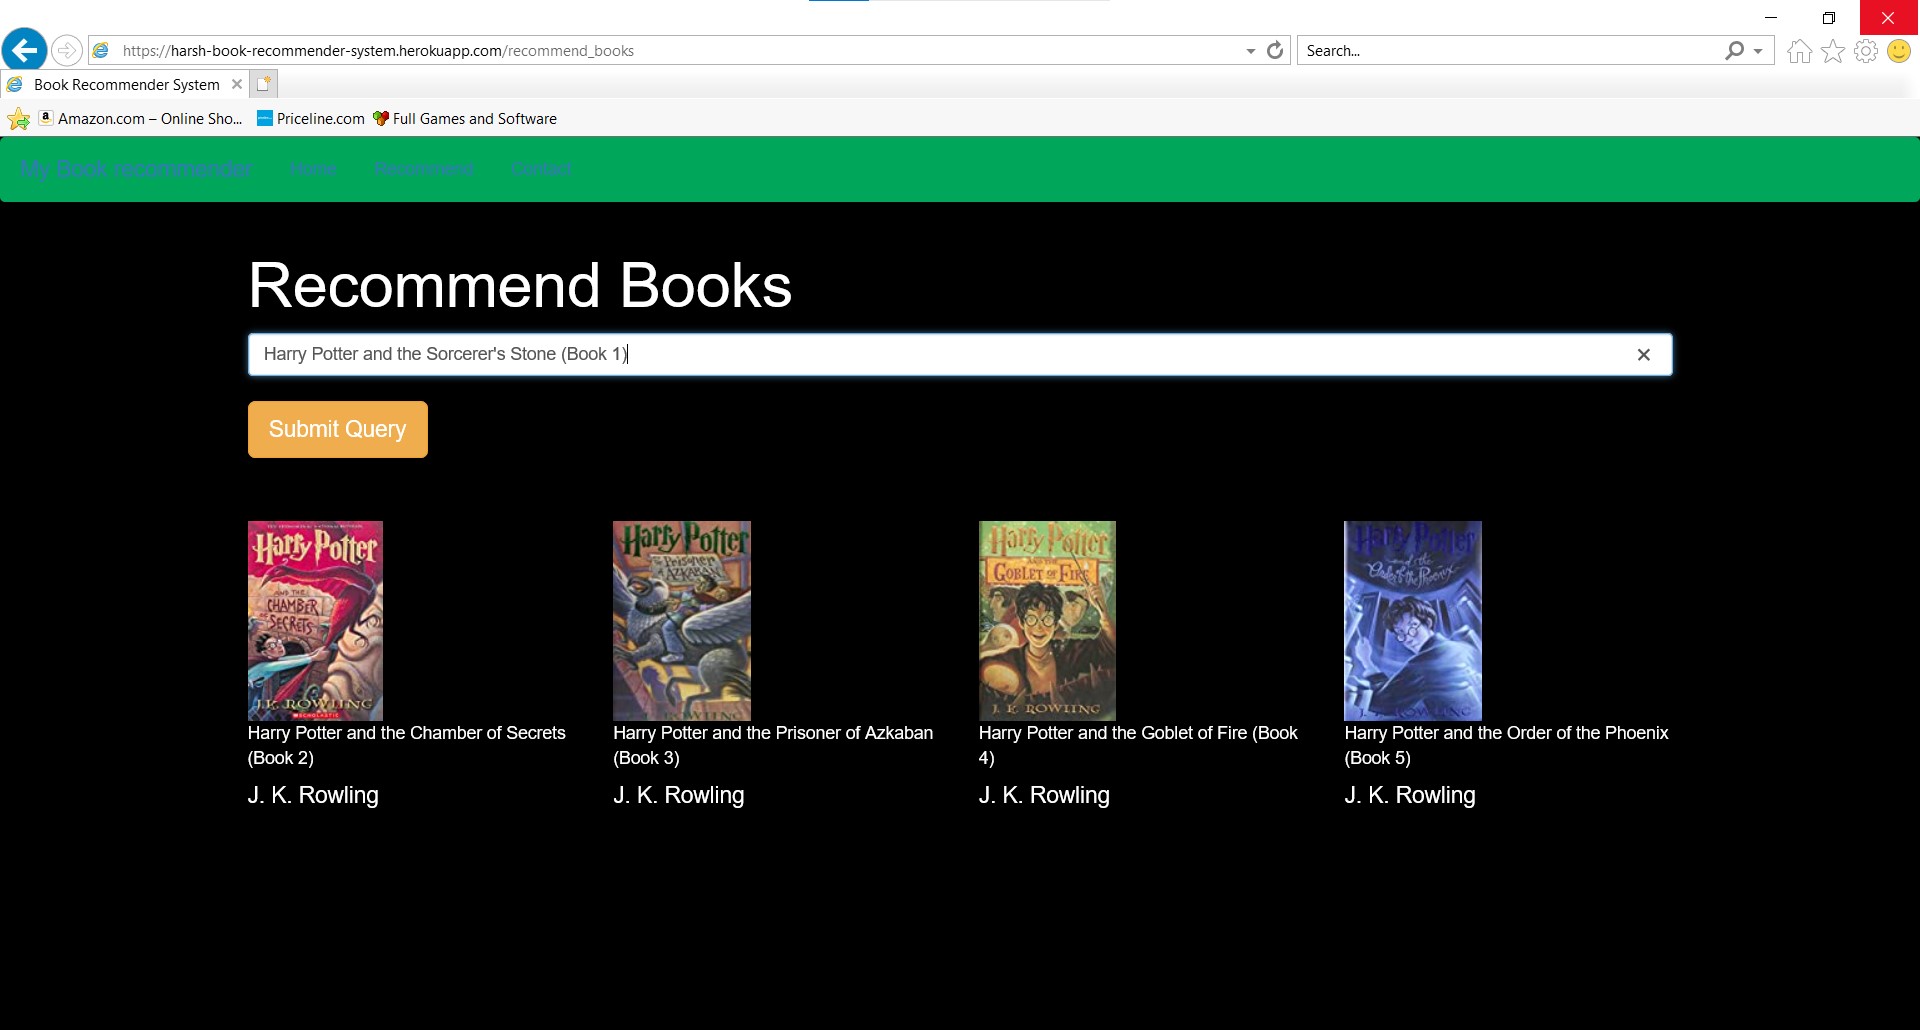 https://harsh-book-recommender-system.herokuapp.com/recommend_books
Search...
Book Recommender System
Amazon.com – Online Sho...
Priceline.com
Full Games and Software
My Book recommender
Home
Recommend
Contact
Recommend Books
Harry Potter and the Sorcerer's Stone (Book 1)
Submit Query
Harry Potter
AND THE
CHAMBER
OF SECRETS
J.K. ROWLING
SCHOLASTIC
Harry Potter and the Chamber of Secrets
(Book 2)
J. K. Rowling
Harry Potter
Prisoner
of AZKABAN
Harry Potter and the Prisoner of Azkaban
(Book 3)
J. K. Rowling
Harry Potter
AND THE
GOBLET OF FIRE
J. K. ROWLING
Harry Potter and the Goblet of Fire (Book
4)
J. K. Rowling
Harry Potter
and the
Order of the Phoenix
Harry Potter and the Order of the Phoenix
(Book 5)
J. K. Rowling